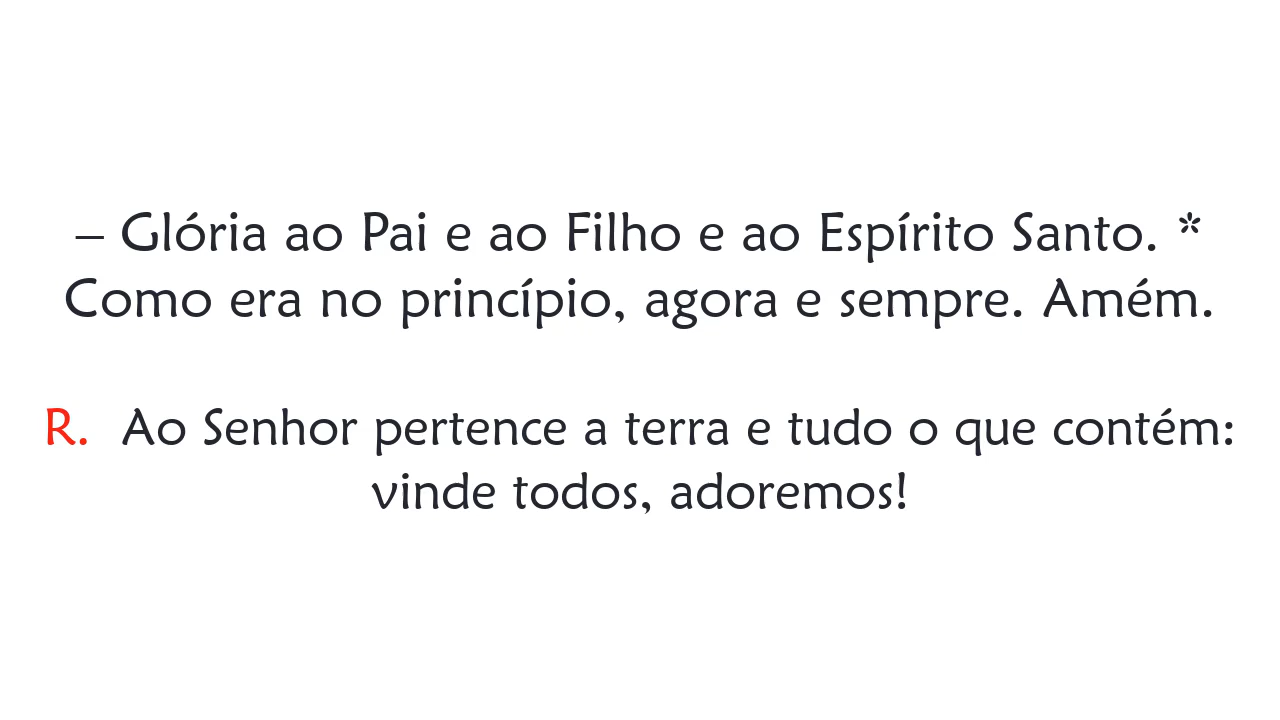 – Glória ao Pai e ao Filho e ao Espírito Santo. *
Como era no princípio, agora e sempre. Amém.
R. Ao Senhor pertence a terra e tudo o que contém:
vinde todos, adoremos!